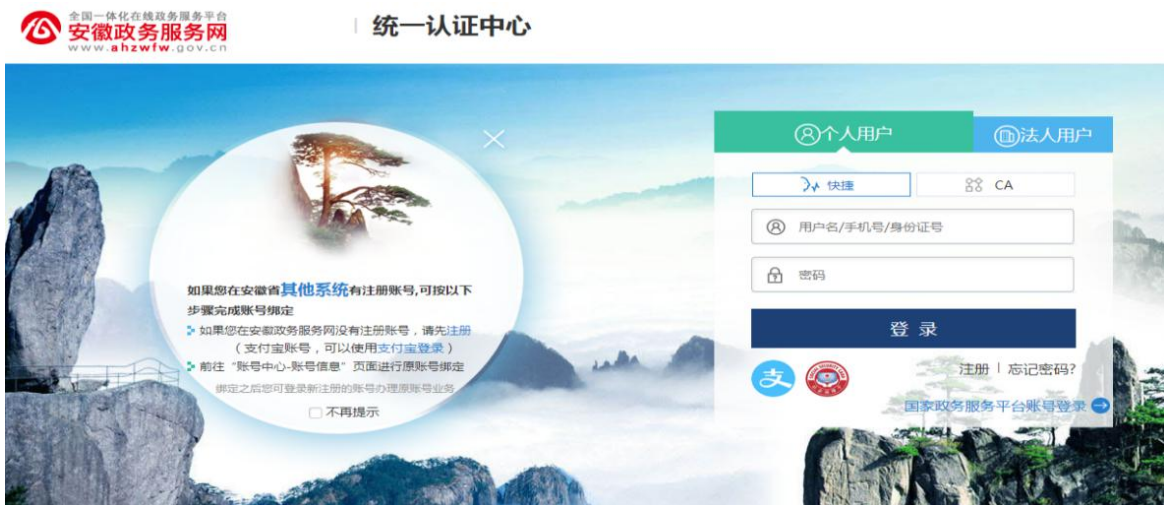 全国一体化在线政务服务平台
安徽政务服务网
www.ahzwfw.gov.cn
统一认证中心
个人用户
法人用户
快捷
CA
用户名/手机号/身份证号
密码
登 录
支
注册 | 忘记密码?
国家政务服务平台账号登录
如果您在安徽省其他系统有注册账号,可按以下
步骤完成账号绑定
如果您在安徽政务服务网没有注册账号，请先注册
（支付宝账号，可以使用支付宝登录）
前往“账号中心-账号信息”页面进行原账号绑定
绑定之后您可登录新注册的账号办理原账号业务
不再提示